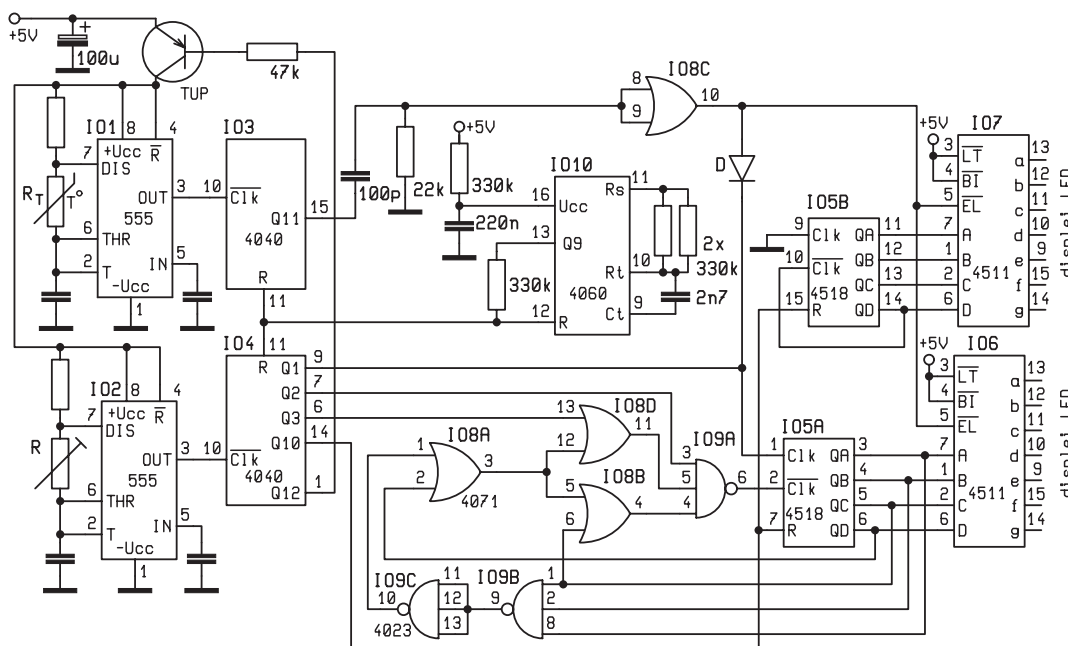 +5V
+
100u
TUP
47k
IO1
8
4
7
+Ucc
R
DIS
RT
T°
OUT
3
555
6
THR
2
T
IN
5
-Ucc
1
IO3
10
Clk
Q11
15
4040
R
11
100p
22k
+5V
330k
220n
330k
IO10
16
Ucc
13
Q9
4060
12
R
Rs
11
Rt
10
Ct
9
2x
330k
2n7
IO8C
8
9
10
D
IO7
+5V
3
LT
4
BI
5
EL
7
A
1
B
2
C
6
D
4511
a
13
b
12
c
11
d
10
e
9
f
15
g
14
IO5B
9
Clk
10
Clk
4518
15
R
QA
11
QB
12
QC
13
QD
14
IO2
8
4
7
+Ucc
R
DIS
R
OUT
3
555
6
THR
2
T
IN
5
-Ucc
1
IO4
11
R
Q1
9
Q2
7
Q3
6
Q10
14
10
Clk
4040
Q12
1
IO8A
1
2
3
4071
IO8D
13
12
11
IO8B
5
6
4
IO9A
3
5
4
6
IO5A
1
Clk
2
Clk
4518
7
R
QA
3
QB
4
QC
5
QD
6
IO6
+5V
3
LT
4
BI
5
EL
7
A
1
B
2
C
6
D
4511
a
13
b
12
c
11
d
10
e
9
f
15
g
14
IO9C
10
11
12
13
4023
IO9B
9
1
2
8